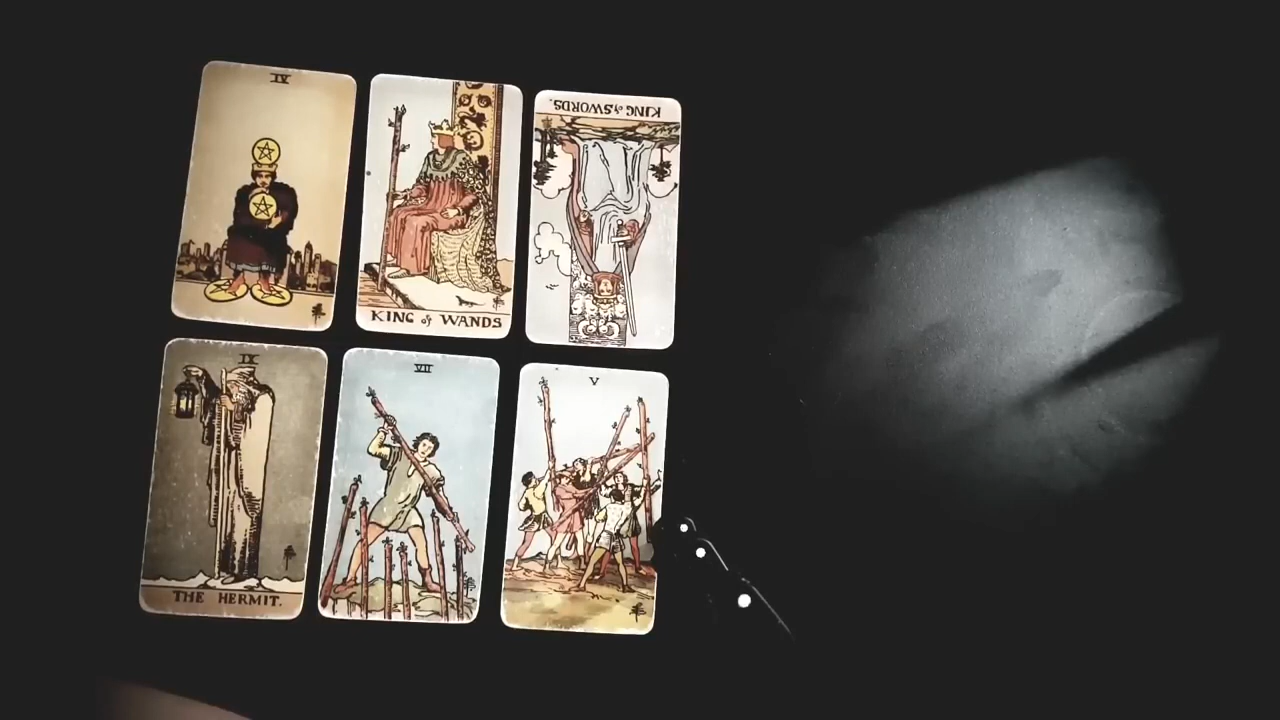 IV
KING of WANDS
KING of SWORDS.
IX
THE HERMIT.
VII
V